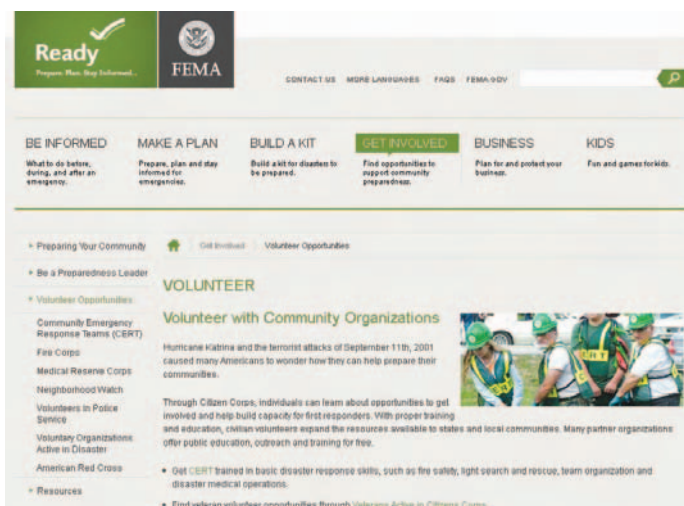 Ready
Prepare. Plan. Stay Informed.
FEMA
CONTACT US MORE LANGUAGES FAQS FEMA.GOV
BE INFORMED
What to do before,
during, and after an
emergency.
MAKE A PLAN
Prepare, plan and stay
informed for
emergencies.
BUILD A KIT
Build a kit for disasters to
be prepared.
GET INVOLVED
Find opportunities to
support community
preparedness.
BUSINESS
Plan for and protect your
business.
KIDS
Fun and games for kids.
Preparing Your Community
Be a Preparedness Leader
Volunteer Opportunities
Community Emergency
Response Teams (CERT)
Fire Corps
Medical Reserve Corps
Neighborhood Watch
Volunteers in Police
Service
Voluntary Organizations
Active in Disaster
American Red Cross
Resources
Get Involved Volunteer Opportunities
VOLUNTEER
Volunteer with Community Organizations
Hurricane Katrina and the terrorist attacks of September 11th, 2001
caused many Americans to wonder how they can help prepare their
communities.
Through Citizen Corps, individuals can learn about opportunities to get
involved and help build capacity for first responders. With proper training
and education, civilian volunteers expand the resources available to states and local communities. Many partner organizations
offer public education, outreach and training for free.
• Get CERT trained in basic disaster response skills, such as fire safety, light search and rescue, team organization and
disaster medical operations.
• Find veteran volunteer opportunities through Veterans Active in Citizens Corps.
CERT